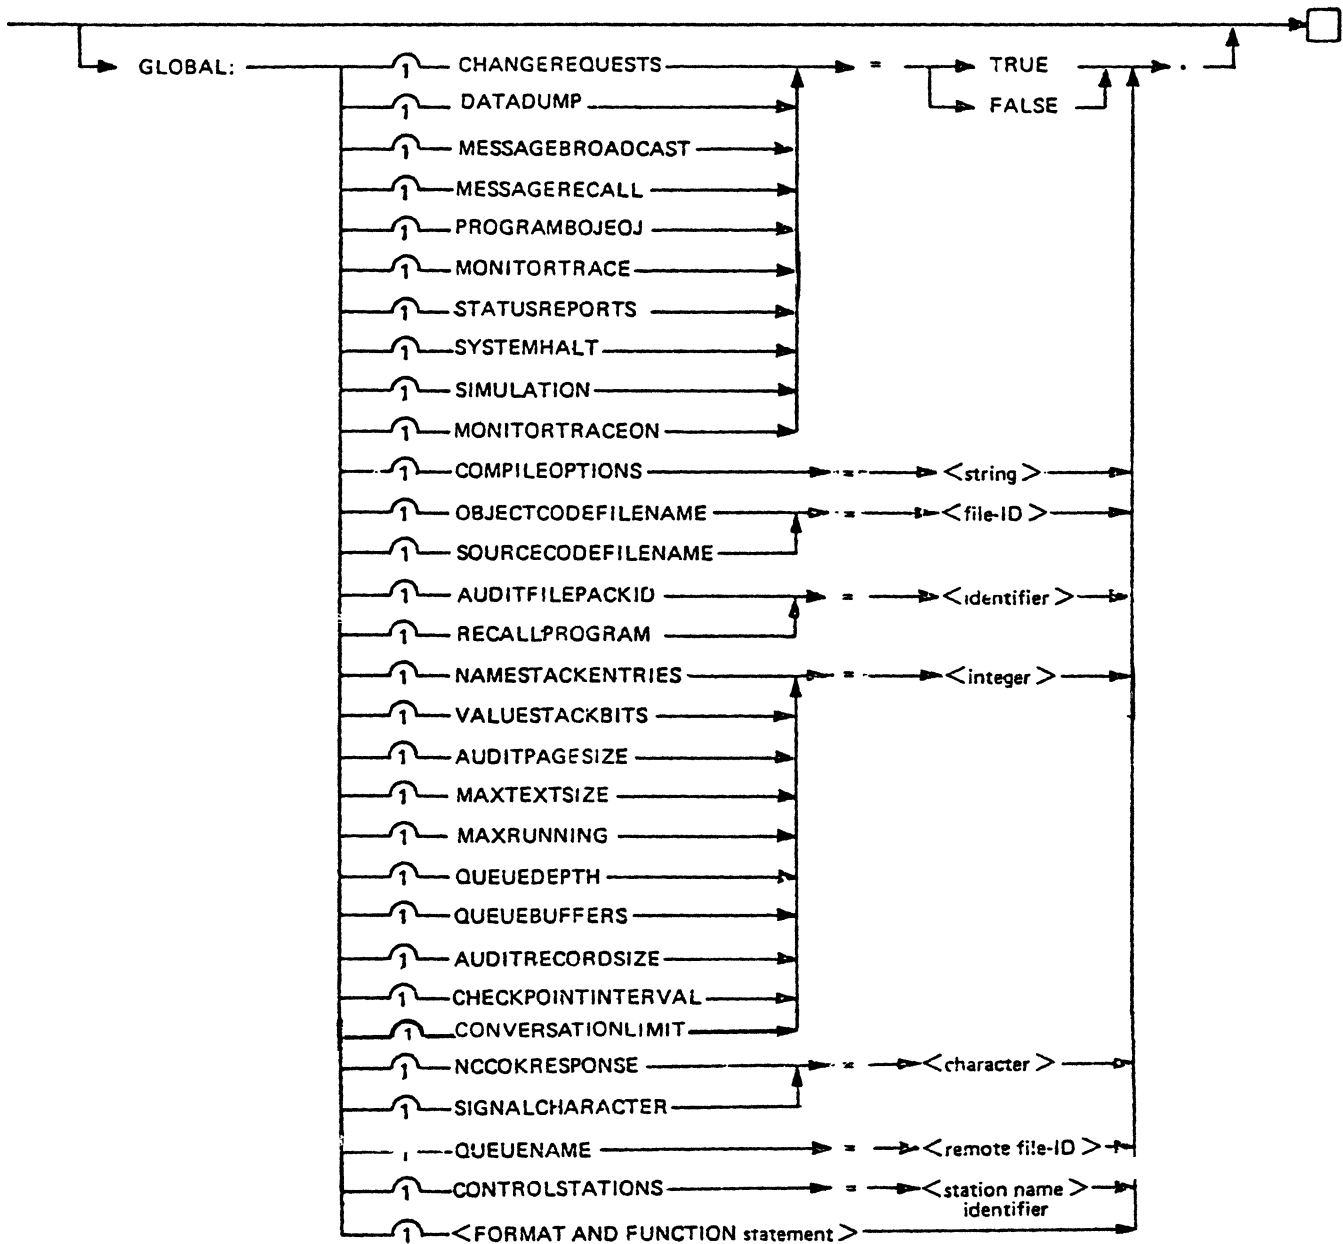 GLOBAL: 1 CHANGEREQUESTS = TRUE .
1 DATADUMP FALSE
1 MESSAGEBROADCAST
1 MESSAGERECALL
1 PROGRAMBOJEOJ
1 MONITORTRACE
1 STATUSREPORTS
1 SYSTEMHALT
1 SIMULATION
1 MONITORTRACEON
1 COMPILEOPTIONS = <string>
1 OBJECTCODEFILENAME = <file-ID>
1 SOURCECODEFILENAME
1 AUDITFILEPACKID = <identifier>
1 RECALLPROGRAM
1 NAMESTACKENTRIES = <integer>
1 VALUESTACKBITS
1 AUDITPAGESIZE
1 MAXTEXTSIZE
1 MAXRUNNING
1 QUEUEDEPTH
1 QUEUEBUFFERS
1 AUDITRECORDSIZE
1 CHECKPOINTINTERVAL
1 CONVERSATIONLIMIT
1 NCCOKRESPONSE = <character>
1 SIGNALCHARACTER
QUEUENAME = <remote file-ID>
1 CONTROLSTATIONS = <station name
identifier>
1 <FORMAT AND FUNCTION statement>